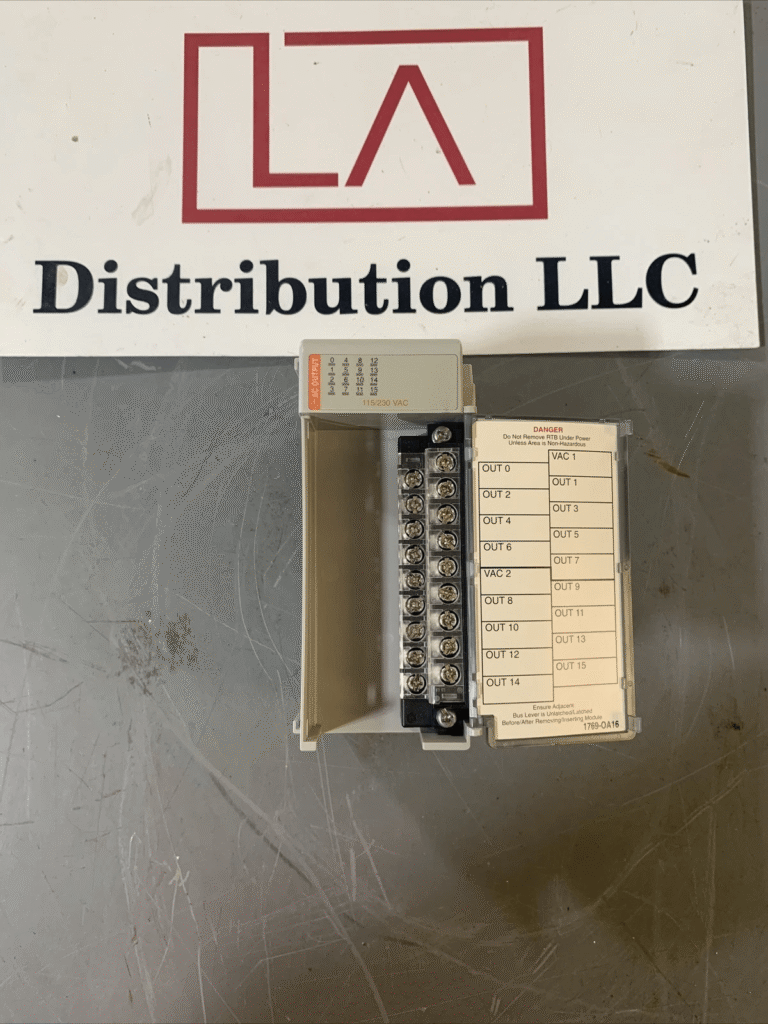 LA
Distribution LLC
~ AC OUTPUT
0 4 8 12
1 5 9 13
2 6 10 14
3 7 11 15
115/230 VAC
DANGER
Do Not Remove RTB Under Power
Unless Area is Non-Hazardous
VAC 1
OUT 0
OUT 1
OUT 2
OUT 3
OUT 4
OUT 5
OUT 6
OUT 7
VAC 2
OUT 9
OUT 8
OUT 11
OUT 10
OUT 13
OUT 12
OUT 15
OUT 14
Ensure Adjacent
Bus Lever is Unlatched/Latched
Before/After Removing/Inserting Module
1769-OA16